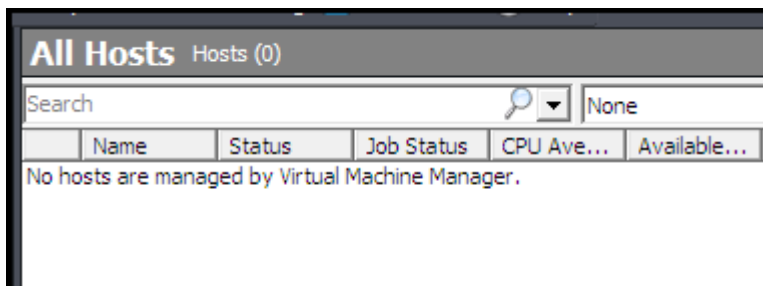 All Hosts Hosts (0)
Search None
Name Status Job Status CPU Ave... Available...
No hosts are managed by Virtual Machine Manager.